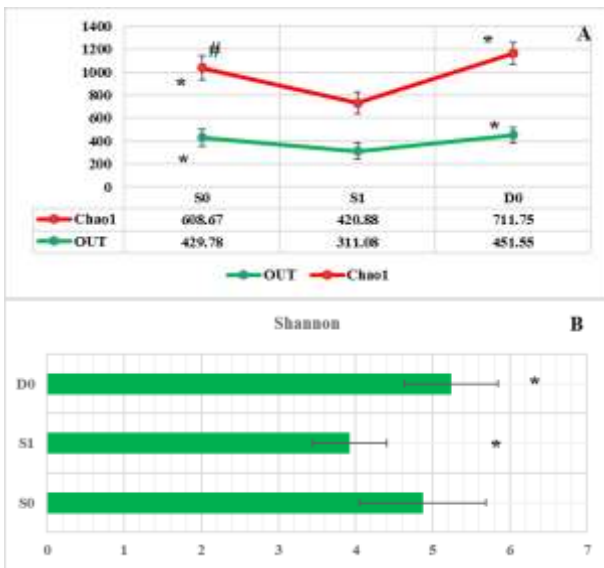 A
1400
1200
1000
800
600
400
200
0
# * * * *
S0 S1 D0
Chao1 608.67 420.88 711.75
OUT 429.78 311.08 451.55
OUT Chao1
Shannon B
D0 *
S1 *
S0
0 1 2 3 4 5 6 7